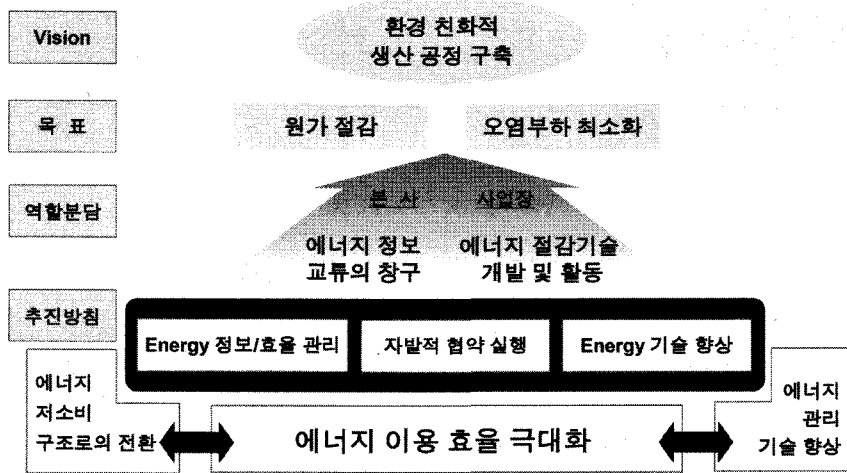 Vision
환경 친화적
생산 공정 구축
목 표
원가 절감
오염부하 최소화
역할분담
본 사
사업장
에너지 정보
교류의 창구
에너지 절감기술
개발 및 활동
추진방침
Energy 정보/효율 관리
자발적 협약 실행
Energy 기술 향상
에너지
저소비
구조로의 전환
에너지 이용 효율 극대화
에너지
관리
기술 향상